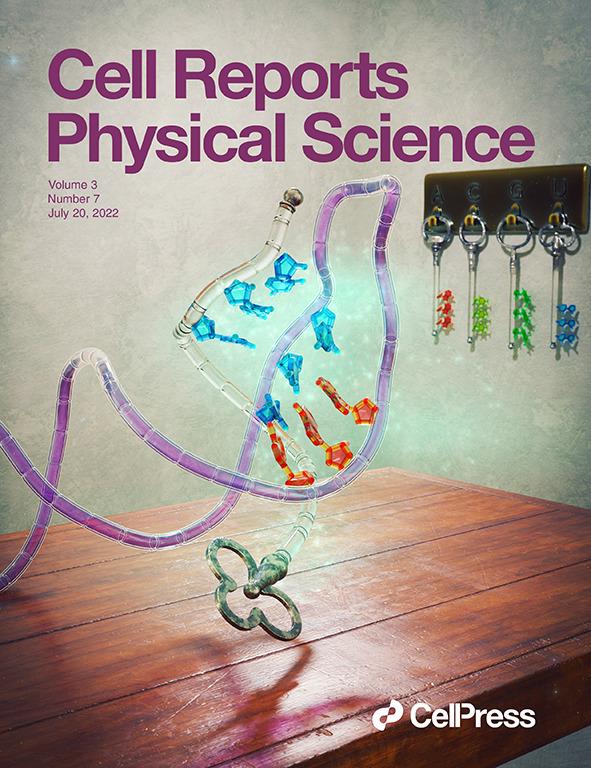 Cell Reports
Physical Science
Volume 3
Number 7
July 20, 2022
A C G U
CellPress